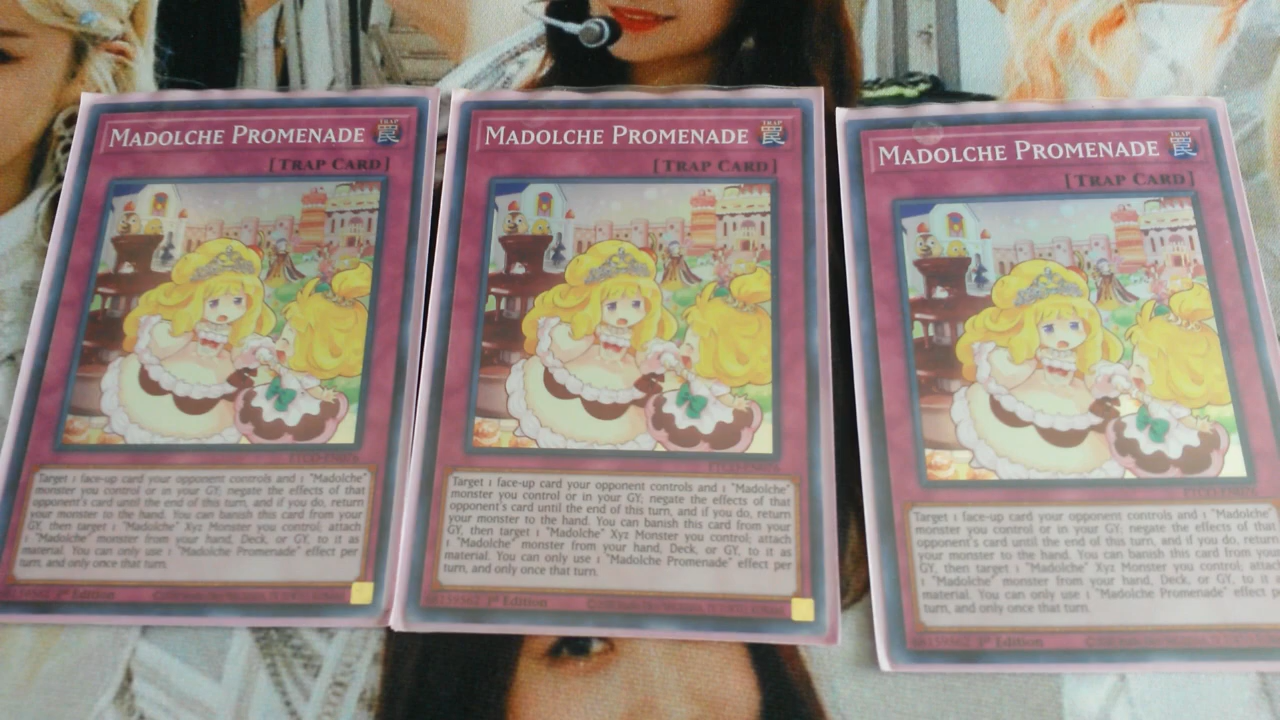 MADOLCHE PROMENADE
TRAP
罠
[TRAP CARD]
ETCO-EN076
Target 1 face-up card your opponent controls and 1 "Madolche"
monster you control or in your GY; negate the effects of that
opponent's card until the end of this turn, and if you do, return
your monster to the hand. You can banish this card from your
GY, then target 1 "Madolche" Xyz Monster you control; attach
1 "Madolche" monster from your hand, Deck, or GY, to it as
material. You can only use 1 "Madolche Promenade" effect per
turn, and only once that turn.
1st Edition
MADOLCHE PROMENADE
TRAP
罠
[TRAP CARD]
ETCO-EN076
Target 1 face-up card your opponent controls and 1 "Madolche"
monster you control or in your GY; negate the effects of that
opponent's card until the end of this turn, and if you do, return
your monster to the hand. You can banish this card from your
GY, then target 1 "Madolche" Xyz Monster you control; attach
1 "Madolche" monster from your hand, Deck, or GY, to it as
material. You can only use 1 "Madolche Promenade" effect per
turn, and only once that turn.
1st Edition
MADOLCHE PROMENADE
TRAP
罠
[TRAP CARD]
ETCO-EN076
Target 1 face-up card your opponent controls and 1 "Madolche
monster you control or in your GY; negate the effects of that
opponent's card until the end of this turn, and if you do, return
your monster to the hand. You can banish this card from your
GY, then target 1 "Madolche" Xyz Monster you control; attach
1 "Madolche" monster from your hand, Deck, or GY, to it as
material. You can only use 1 "Madolche Promenade" effect p
turn, and only once that turn.
1st Edition